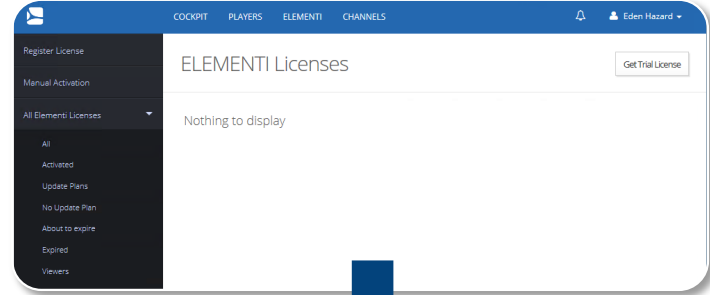 COCKPIT PLAYERS ELEMENTI CHANNELS Eden Hazard
Register License
Manual Activation
All Elementi Licenses
All
Activated
Update Plans
No Update Plan
About to expire
Expired
Viewers
ELEMENTI Licenses
Get Trial License
Nothing to display